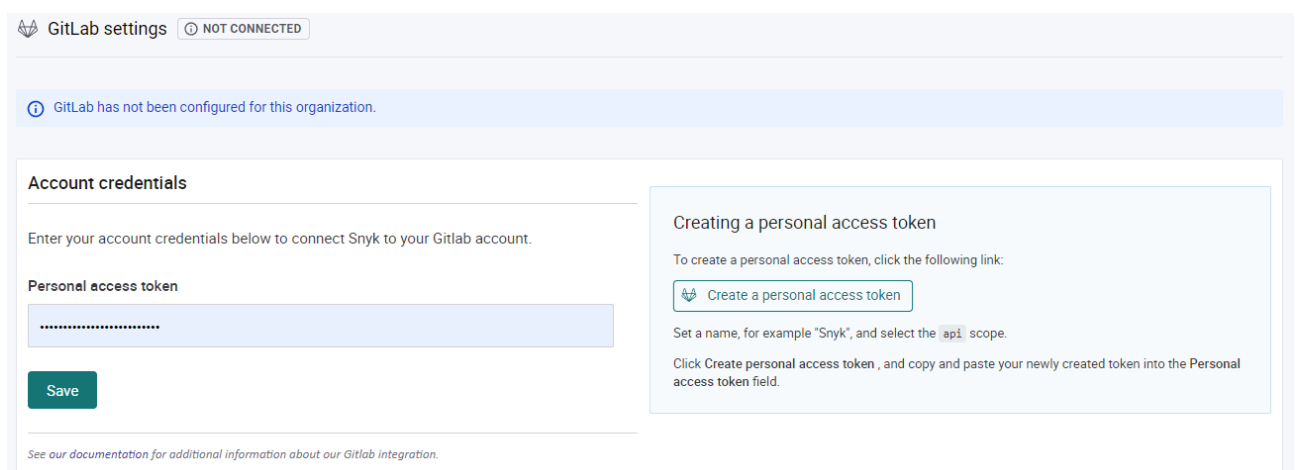 GitLab settings NOT CONNECTED
GitLab has not been configured for this organization.
Account credentials
Enter your account credentials below to connect Snyk to your Gitlab account.
Personal access token
••••••••••••••••••••••••••
Save
See our documentation for additional information about our Gitlab integration.
Creating a personal access token
To create a personal access token, click the following link:
Create a personal access token
Set a name, for example "Snyk", and select the api scope.
Click Create personal access token , and copy and paste your newly created token into the Personal
access token field.